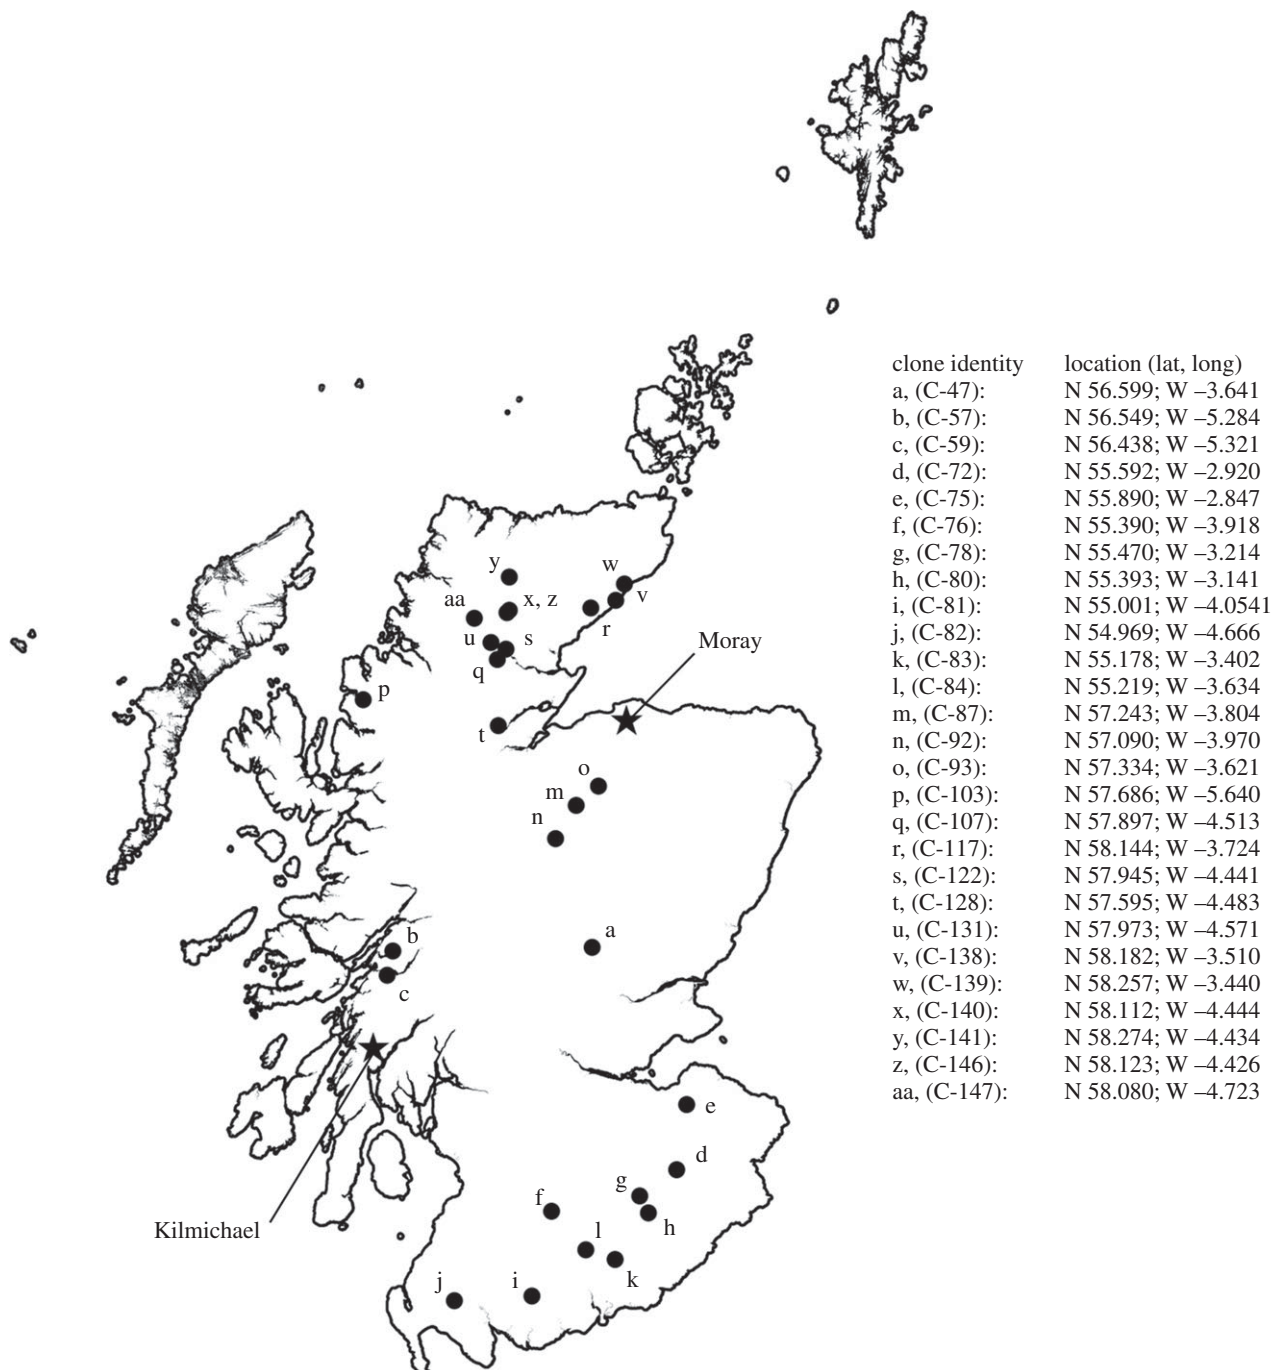 clone identity location (lat, long)
a, (C-47): N 56.599; W –3.641
b, (C-57): N 56.549; W –5.284
c, (C-59): N 56.438; W –5.321
d, (C-72): N 55.592; W –2.920
e, (C-75): N 55.890; W –2.847
f, (C-76): N 55.390; W –3.918
g, (C-78): N 55.470; W –3.214
h, (C-80): N 55.393; W –3.141
i, (C-81): N 55.001; W –4.0541
j, (C-82): N 54.969; W –4.666
k, (C-83): N 55.178; W –3.402
l, (C-84): N 55.219; W –3.634
m, (C-87): N 57.243; W –3.804
n, (C-92): N 57.090; W –3.970
o, (C-93): N 57.334; W –3.621
p, (C-103): N 57.686; W –5.640
q, (C-107): N 57.897; W –4.513
r, (C-117): N 58.144; W –3.724
s, (C-122): N 57.945; W –4.441
t, (C-128): N 57.595; W –4.483
u, (C-131): N 57.973; W –4.571
v, (C-138): N 58.182; W –3.510
w, (C-139): N 58.257; W –3.440
x, (C-140): N 58.112; W –4.444
y, (C-141): N 58.274; W –4.434
z, (C-146): N 58.123; W –4.426
aa, (C-147): N 58.080; W –4.723
y
w
aa
x, z
v
r
u
s
q
Moray
p
t
o
m
n
b
a
c
e
d
g
f
h
Kilmichael
l
k
j
i